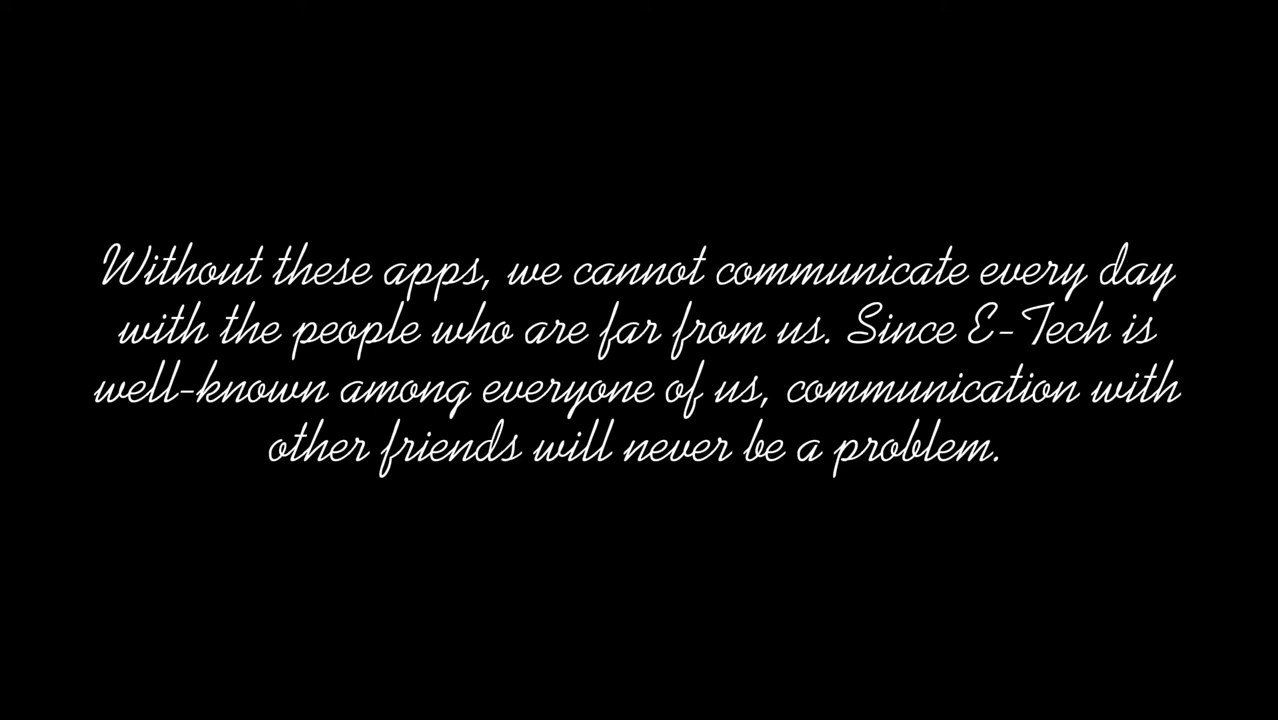 Without these apps, we cannot communicate every day
with the people who are far from us. Since E-Tech is
well-known among everyone of us, communication with
other friends will never be a problem.